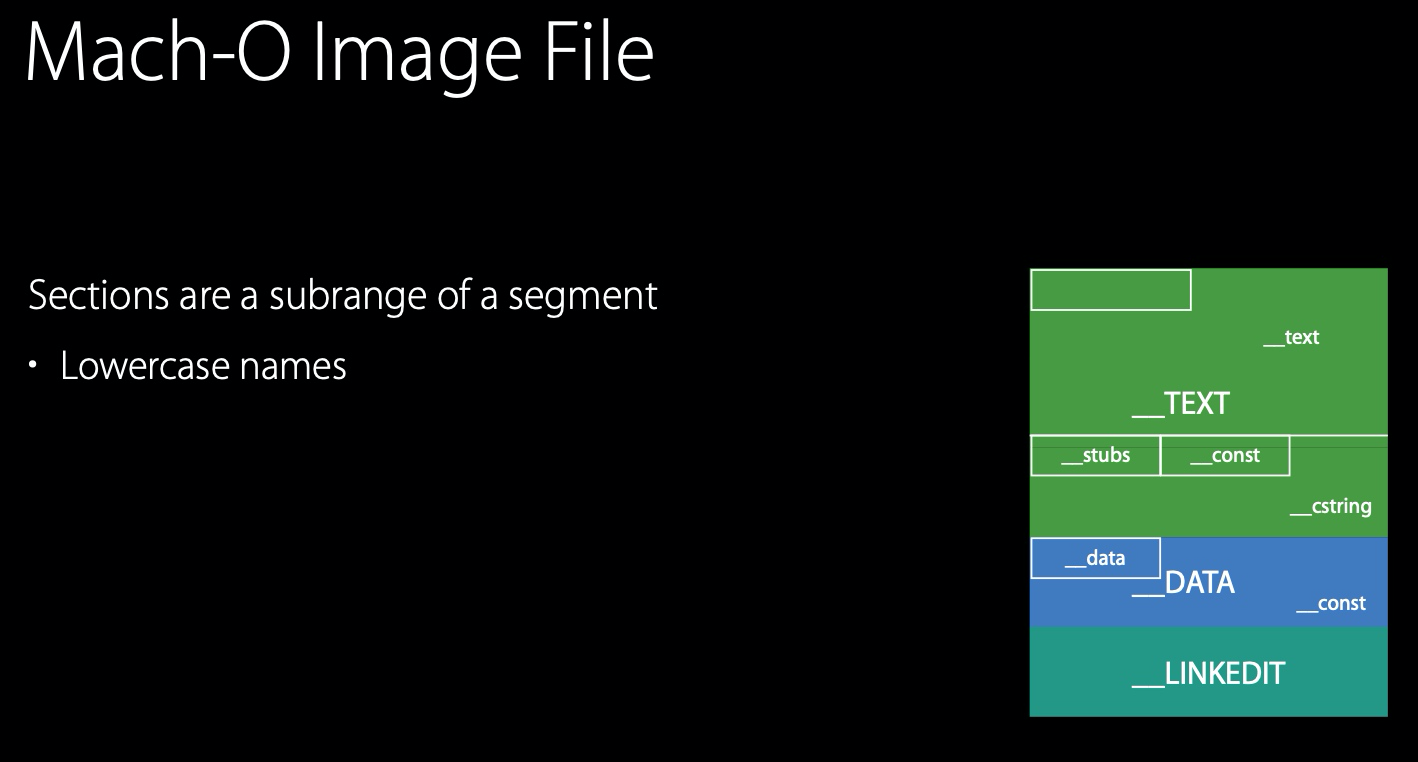 Mach-O Image File
Sections are a subrange of a segment
• Lowercase names
__text
__TEXT
__stubs
__const
__cstring
__data
__DATA
__const
__LINKEDIT